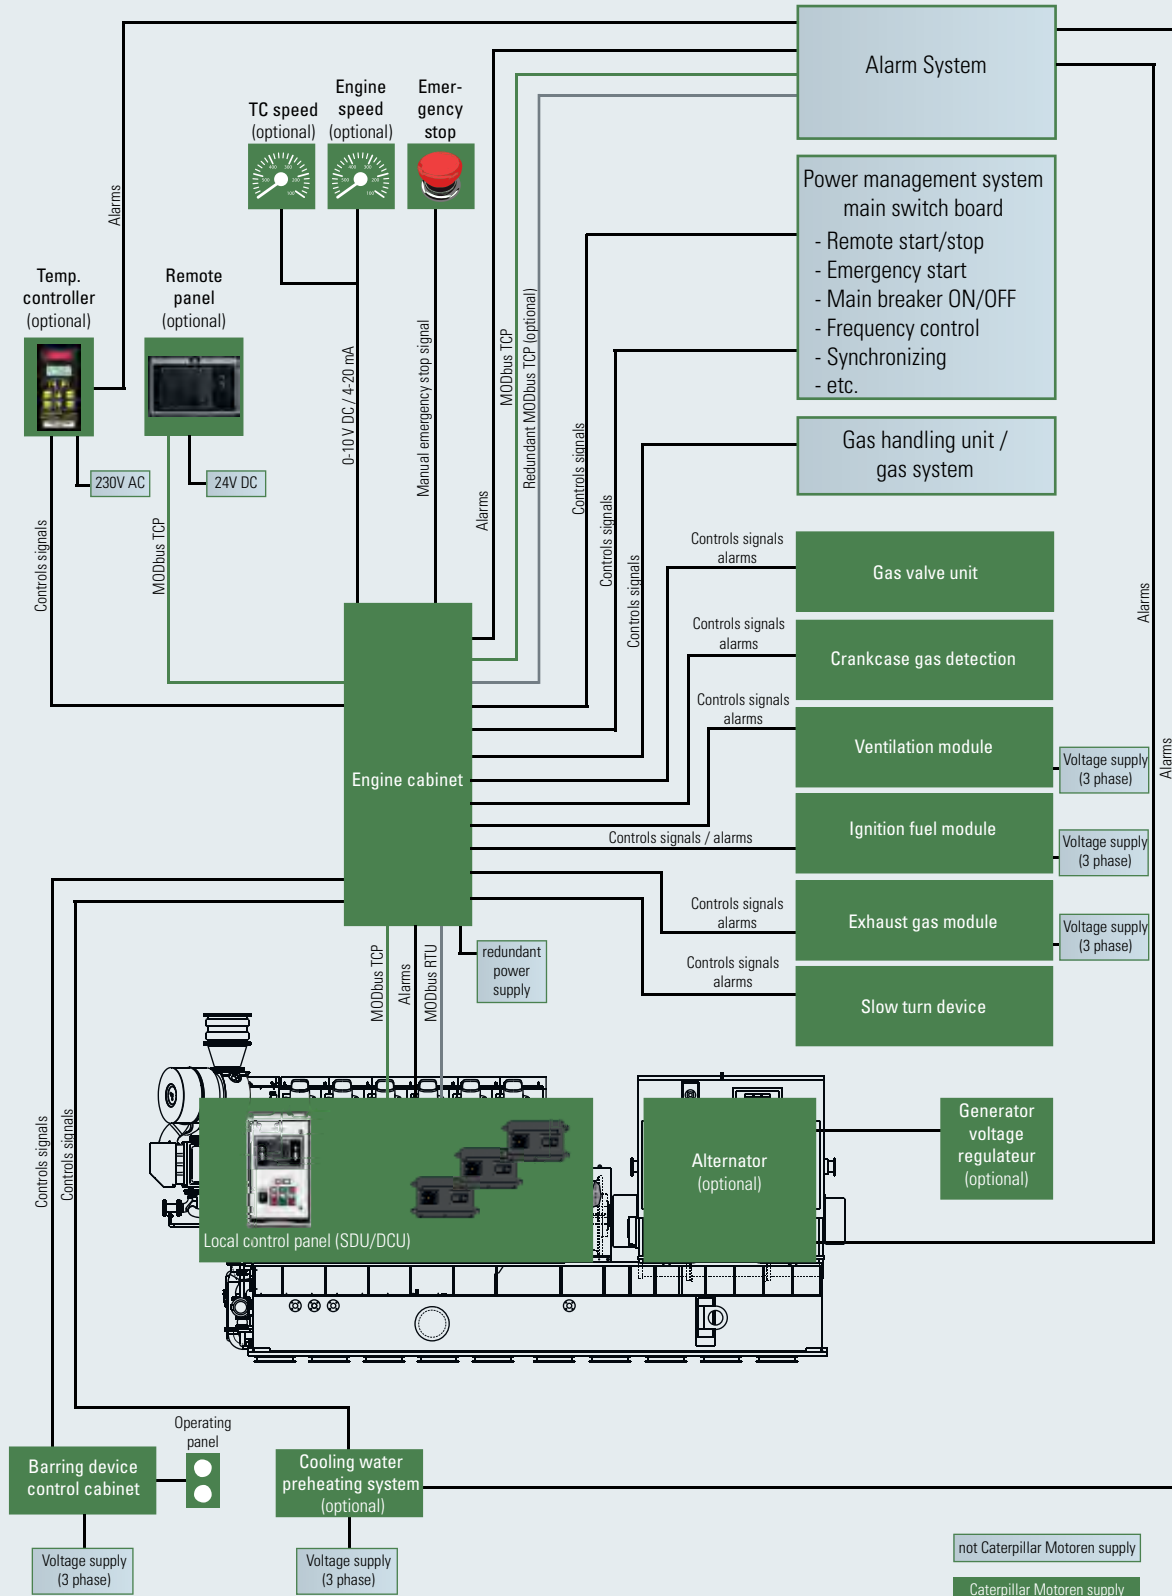 Alarm System
TC speed
(optional)
Engine
speed
(optional)
Emer-
gency
stop
Alarms
Power management system
main switch board
- Remote start/stop
- Emergency start
- Main breaker ON/OFF
- Frequency control
- Synchronizing
- etc.
Temp.
controller
(optional)
Remote
panel
(optional)
230V AC
24V DC
0-10 V DC / 4-20 mA
Manual emergency stop signal
Alarms
MODbus TCP
Redundant MODbus TCP (optional)
Controls signals
Controls signals
Controls signals
Gas handling unit /
gas system
Controls signals
MODbus TCP
Controls signals
alarms
Gas valve unit
Controls signals
alarms
Crankcase gas detection
Controls signals
alarms
Ventilation module
Voltage supply
(3 phase)
Alarms
Alarms
Engine cabinet
Controls signals / alarms
Ignition fuel module
Voltage supply
(3 phase)
Controls signals
alarms
Exhaust gas module
Voltage supply
(3 phase)
Controls signals
alarms
Slow turn device
MODbus TCP
Alarms
MODbus RTU
redundant
power
supply
Controls signals
Controls signals
Local control panel (SDU/DCU)
Alternator
(optional)
Generator
voltage
regulateur
(optional)
Operating
panel
Barring device
control cabinet
Cooling water
preheating system
(optional)
Voltage supply
(3 phase)
Voltage supply
(3 phase)
not Caterpillar Motoren supply
Caterpillar Motoren supply